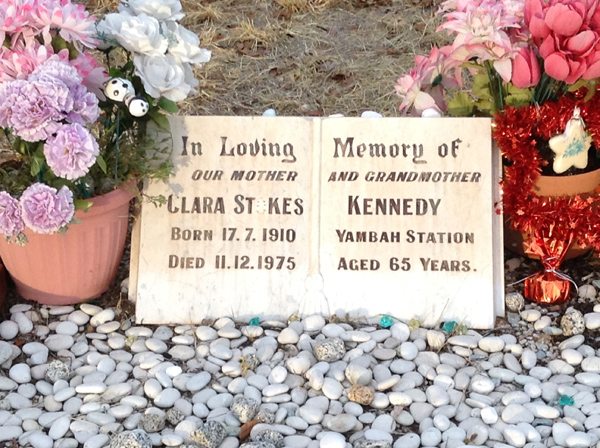 In Loving Memory of
OUR MOTHER AND GRANDMOTHER
CLARA STOKES KENNEDY
BORN 17.7.1910 YAMBAH STATION
DIED 11.12.1975 AGED 65 YEARS.